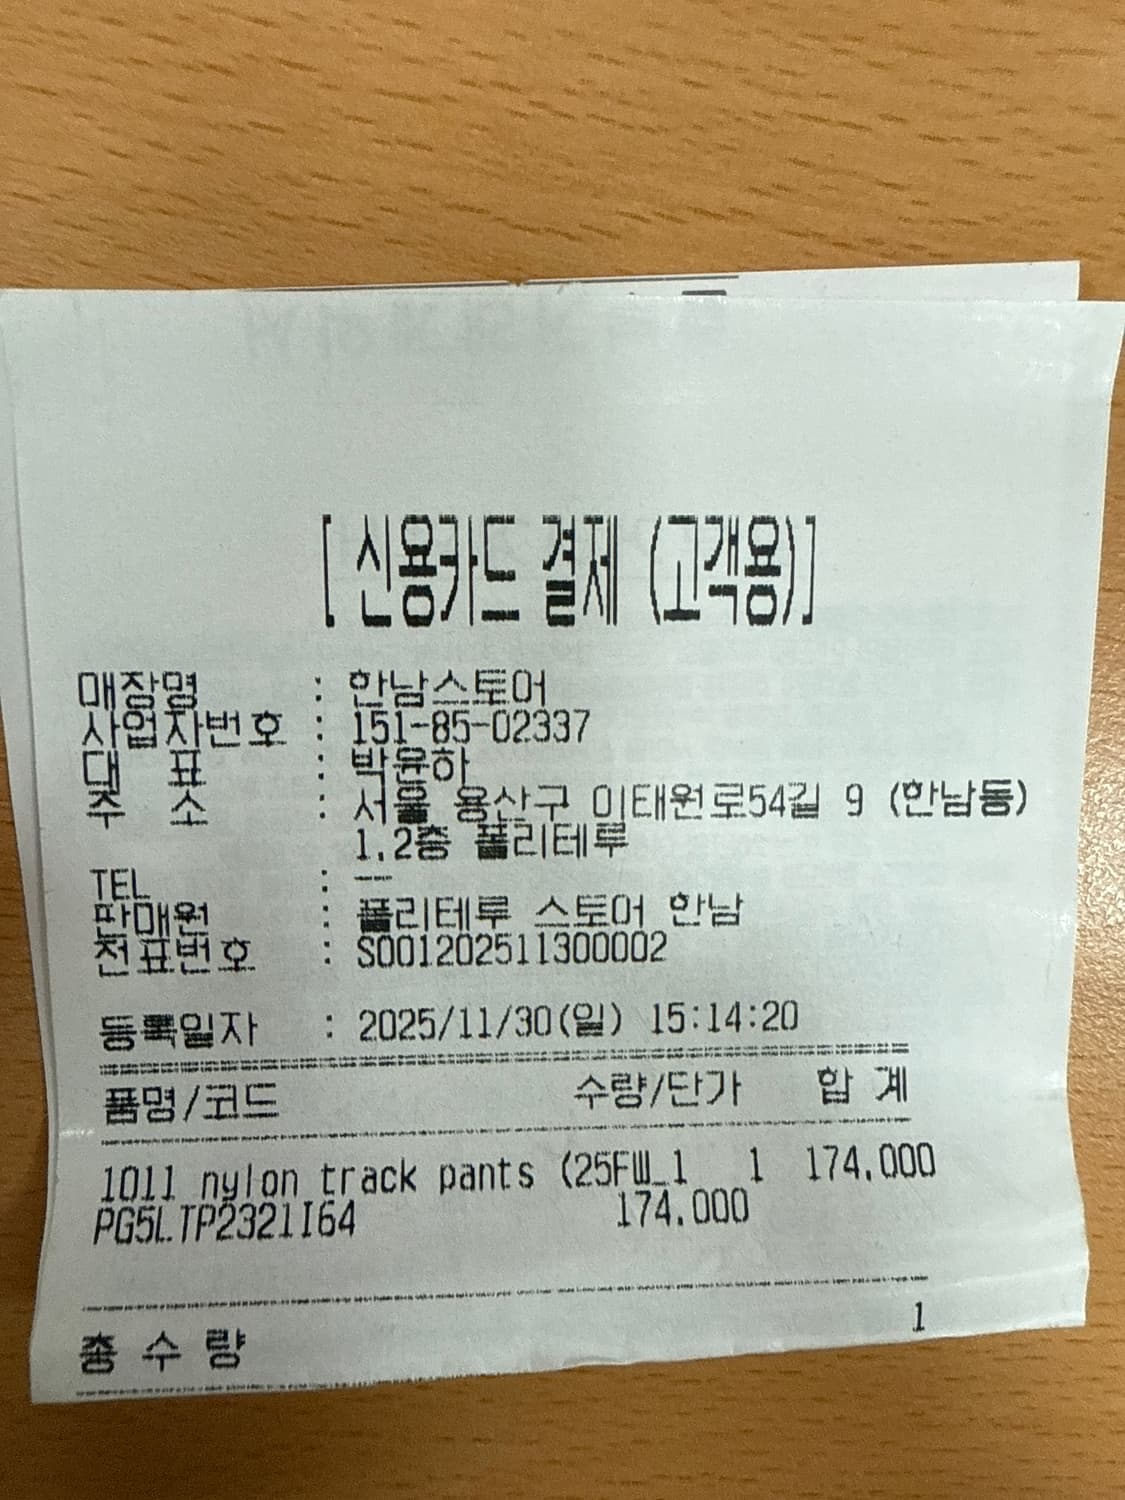 [ 신용카드 결제 (고객용)]
매장명 : 한남스토어
사업자번호 : 151-85-02337
대 표 : 박윤하
주 소 : 서울 용산구 이태원로54길 9 (한남동)
1,2층 폴리테루
TEL : ---
판매원 : 폴리테루 스토어 한남
전표번호 : S001202511300002
등록일자 : 2025/11/30(일) 15:14:20
품명/코드 수량/단가 합 계
1011 nylon track pants (25FW_1 1 174,000
PG5LTP2321I64 174,000
총 수 량 1